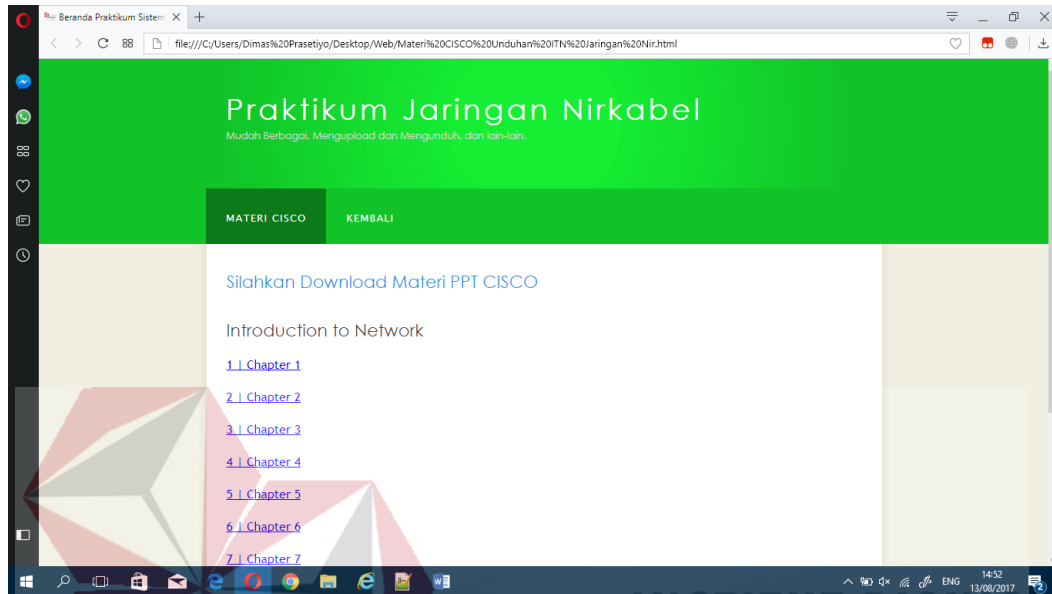 Beranda Praktikum Sistem
file:///C:/Users/Dimas%20Prasetiyo/Desktop/Web/Materi%20CISCO%20Unduhan%20ITN%20Jaringan%20Nir.html
Praktikum Jaringan Nirkabel
Mudah Berbagai, Mengupload dan Mengunduh, dan lain-lain.
MATERI CISCO KEMBALI
Silahkan Download Materi PPT CISCO
Introduction to Network
1 | Chapter 1
2 | Chapter 2
3 | Chapter 3
4 | Chapter 4
5 | Chapter 5
6 | Chapter 6
7 | Chapter 7
ENG
14:52
13/08/2017
2